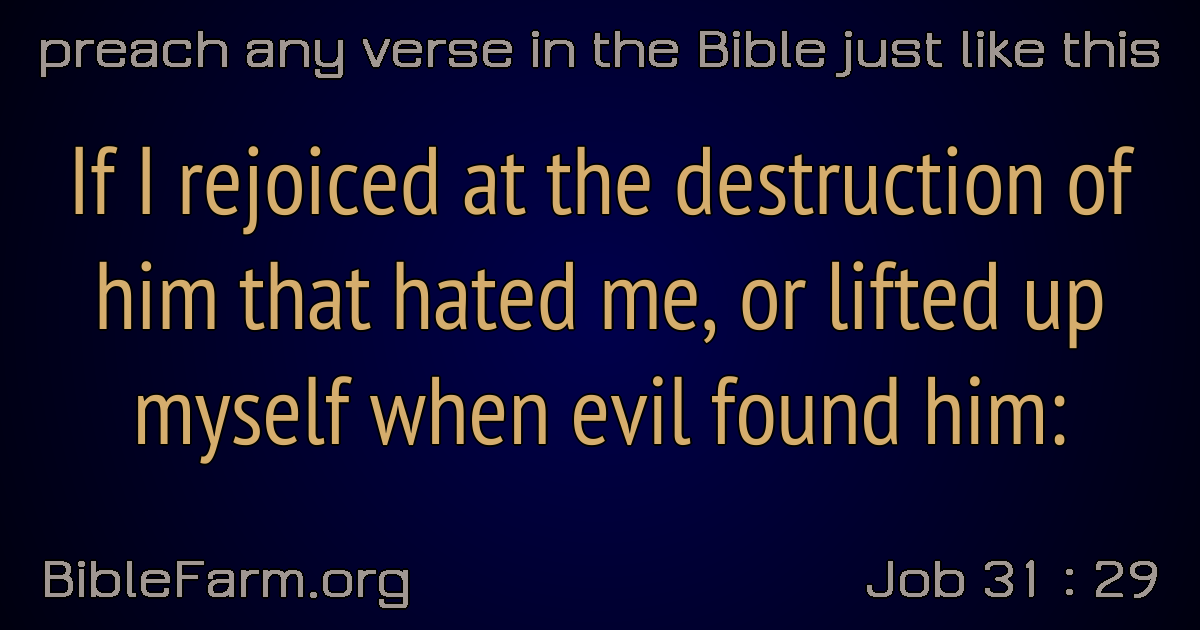 preach any verse in the Bible just like this
If I rejoiced at the destruction of
him that hated me, or lifted up
myself when evil found him:
BibleFarm.org
Job 31 : 29